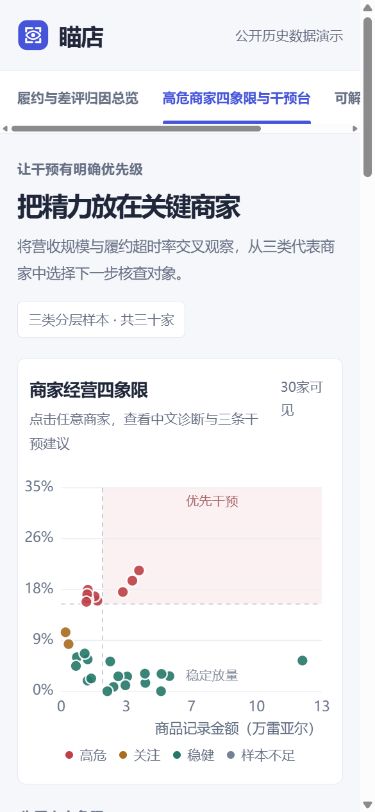 瞄店
公开历史数据演示
履约与差评归因总览
高危商家四象限与干预台
可解
让干预有明确优先级
把精力放在关键商家
将营收规模与履约超时率交叉观察，从三类代表商
家中选择下一步核查对象。
三类分层样本 · 共三十家
商家经营四象限
30家可
见
点击任意商家，查看中文诊断与三条干
预建议
35%
优先干预
26%
18%
9%
稳定放量
0%
0
3
7
10
13
商品记录金额（万雷亚尔）
高危
关注
稳健
样本不足